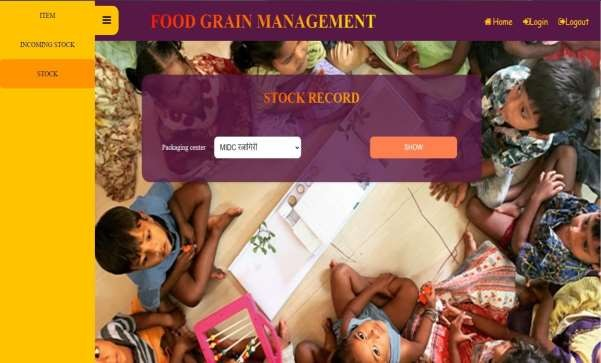 ITEM
INCOMING STOCK
STOCK
FOOD GRAIN MANAGEMENT
Home
Login
Logout
STOCK RECORD
Packaging center
MIDC रत्नागिरी
SHOW